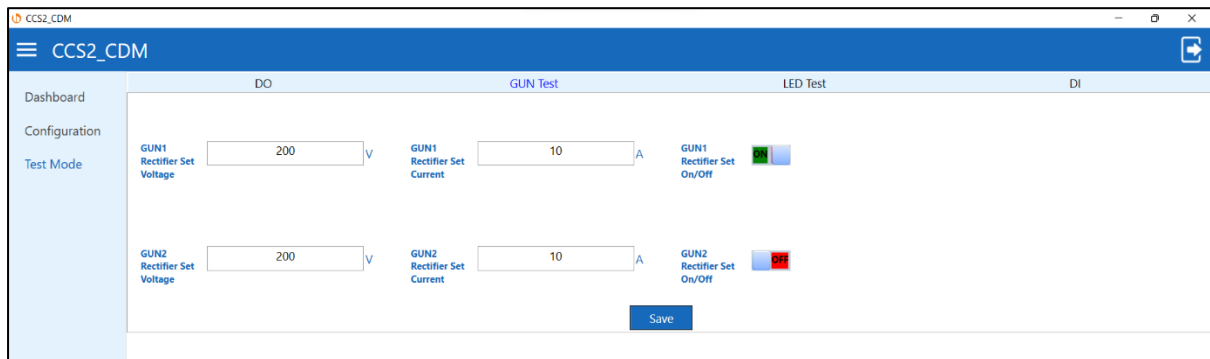 CCS2_CDM
CCS2_CDM
Dashboard
Configuration
Test Mode
DO
GUN Test
LED Test
DI
GUN1
Rectifier Set
Voltage
200
V
GUN1
Rectifier Set
Current
10
A
GUN1
Rectifier Set
On/Off
ON
GUN2
Rectifier Set
Voltage
200
V
GUN2
Rectifier Set
Current
10
A
GUN2
Rectifier Set
On/Off
OFF
Save